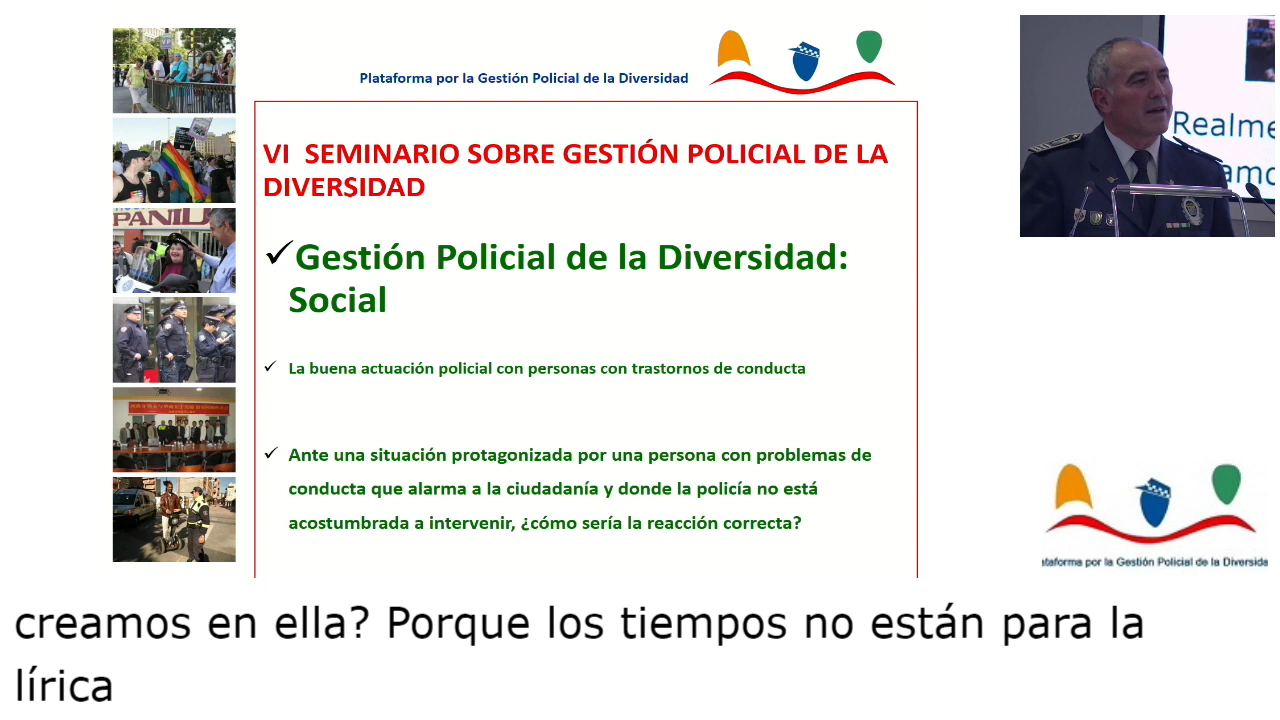 Plataforma por la Gestión Policial de la Diversidad
VI SEMINARIO SOBRE GESTIÓN POLICIAL DE LA
DIVERSIDAD
Gestión Policial de la Diversidad:
Social
La buena actuación policial con personas con trastornos de conducta
Ante una situación protagonizada por una persona con problemas de
conducta que alarma a la ciudadanía y donde la policía no está
acostumbrada a intervenir, ¿cómo sería la reacción correcta?
PANIL
Realme
amo
ataforma por la Gestión Policial de la Diversida
creamos en ella? Porque los tiempos no están para la
lírica